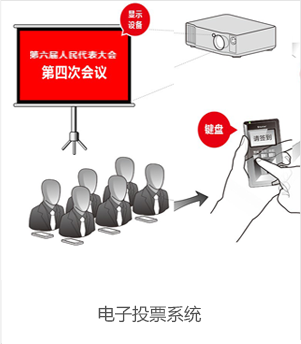 显示
设备
第六届人民代表大会
第四次会议
键盘
请签到
电子投票系统